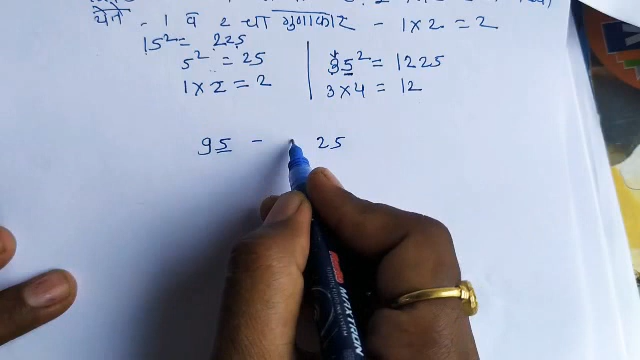 येते - 1 व 2 चा गुणाकार - 1×2 = 2
15² = 225
5² = 25
1×2 = 2
35² = 1225
3×4 = 12
95 - 25
MAXTRON